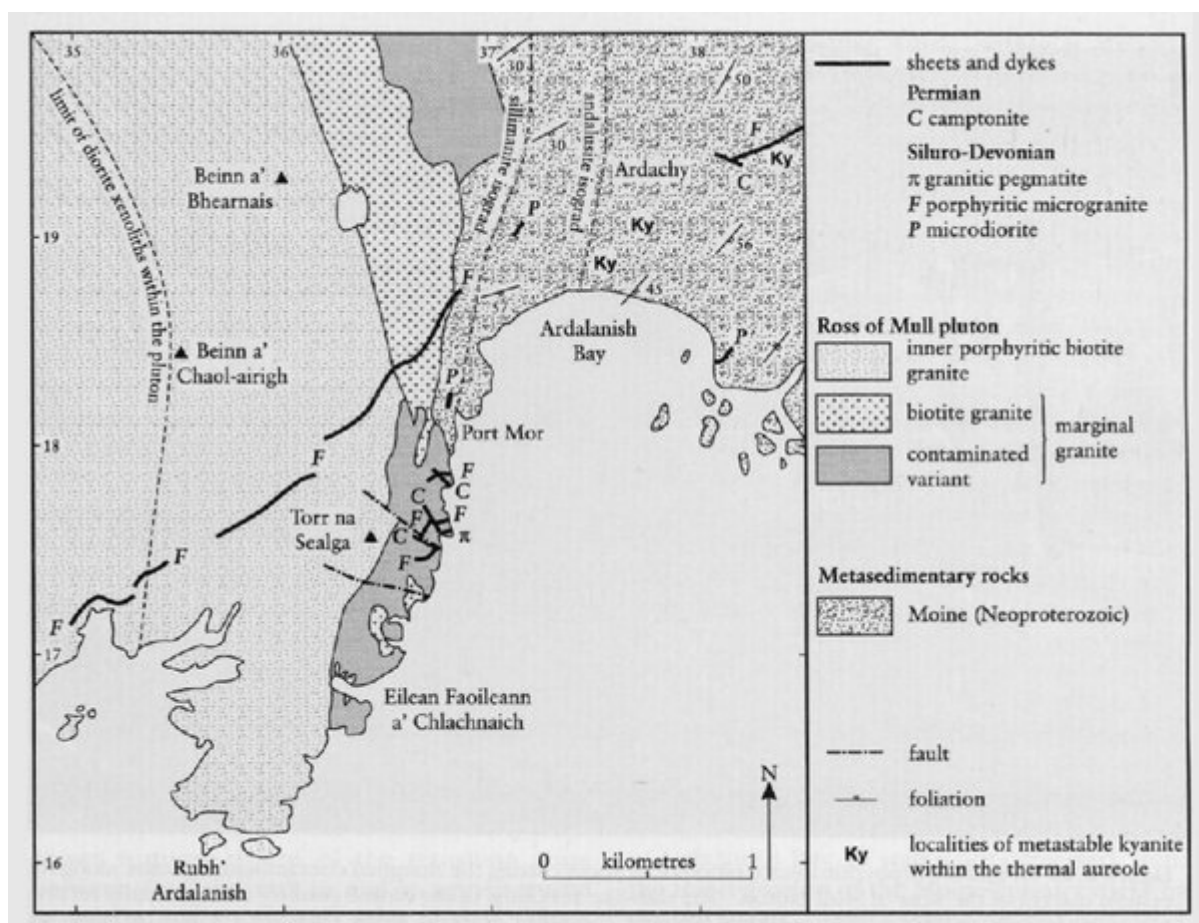 35
36
37
38
19
18
17
16
limit of diorite xenoliths within the pluton
Beinn a'
Bhearnais
Beinn a'
Chaol-airigh
30
30
sillimanite isograd
andalusite isograd
50
F
Ky
C
Ardachy
P
Ky
56
Ky
F
45
Ardalanish
Bay
P
P
Port Mor
F
F
C
C
F
F
Torr na
Sealga
C
π
F
F
F
Eilean Faoileann
a' Chlachnaich
Rubh'
Ardalanish
0 kilometres 1
N
sheets and dykes
Permian
C camptonite
Siluro-Devonian
π granitic pegmatite
F porphyritic microgranite
P microdiorite
Ross of Mull pluton
inner porphyritic biotite
granite
biotite granite
marginal
granite
contaminated
variant
Metasedimentary rocks
Moine (Neoproterozoic)
fault
foliation
Ky
localities of metastable kyanite
within the thermal aureole